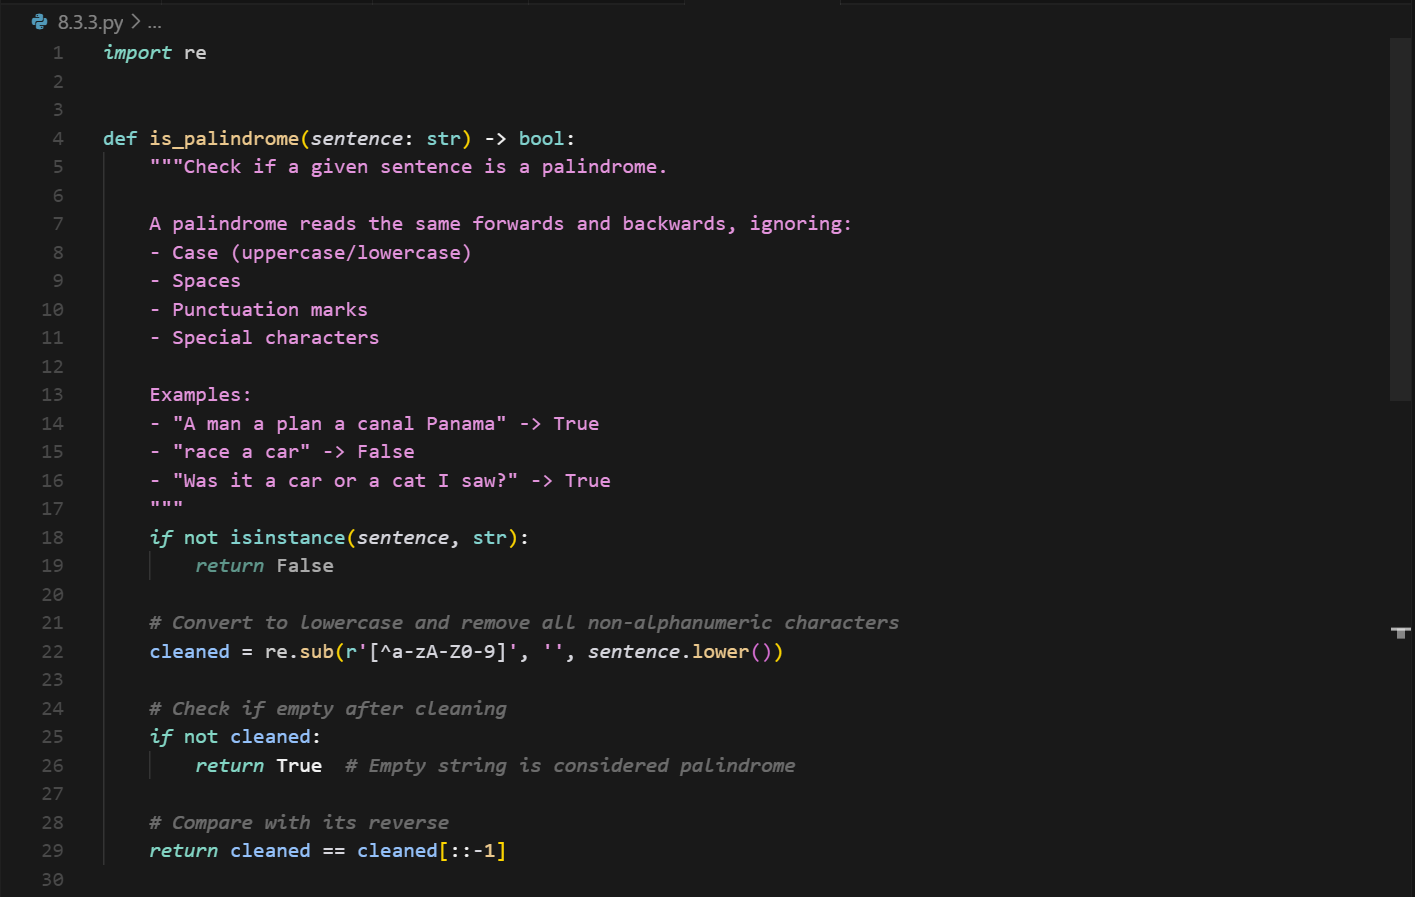 8.3.3.py > ...
1 import re
2
3
4 def is_palindrome(sentence: str) -> bool:
5     """Check if a given sentence is a palindrome.
6
7     A palindrome reads the same forwards and backwards, ignoring:
8     - Case (uppercase/lowercase)
9     - Spaces
10     - Punctuation marks
11     - Special characters
12
13     Examples:
14     - "A man a plan a canal Panama" -> True
15     - "race a car" -> False
16     - "Was it a car or a cat I saw?" -> True
17     """
18     if not isinstance(sentence, str):
19         return False
20
21     # Convert to lowercase and remove all non-alphanumeric characters
22     cleaned = re.sub(r'[^a-zA-Z0-9]', '', sentence.lower())
23
24     # Check if empty after cleaning
25     if not cleaned:
26         return True  # Empty string is considered palindrome
27
28     # Compare with its reverse
29     return cleaned == cleaned[::-1]
30